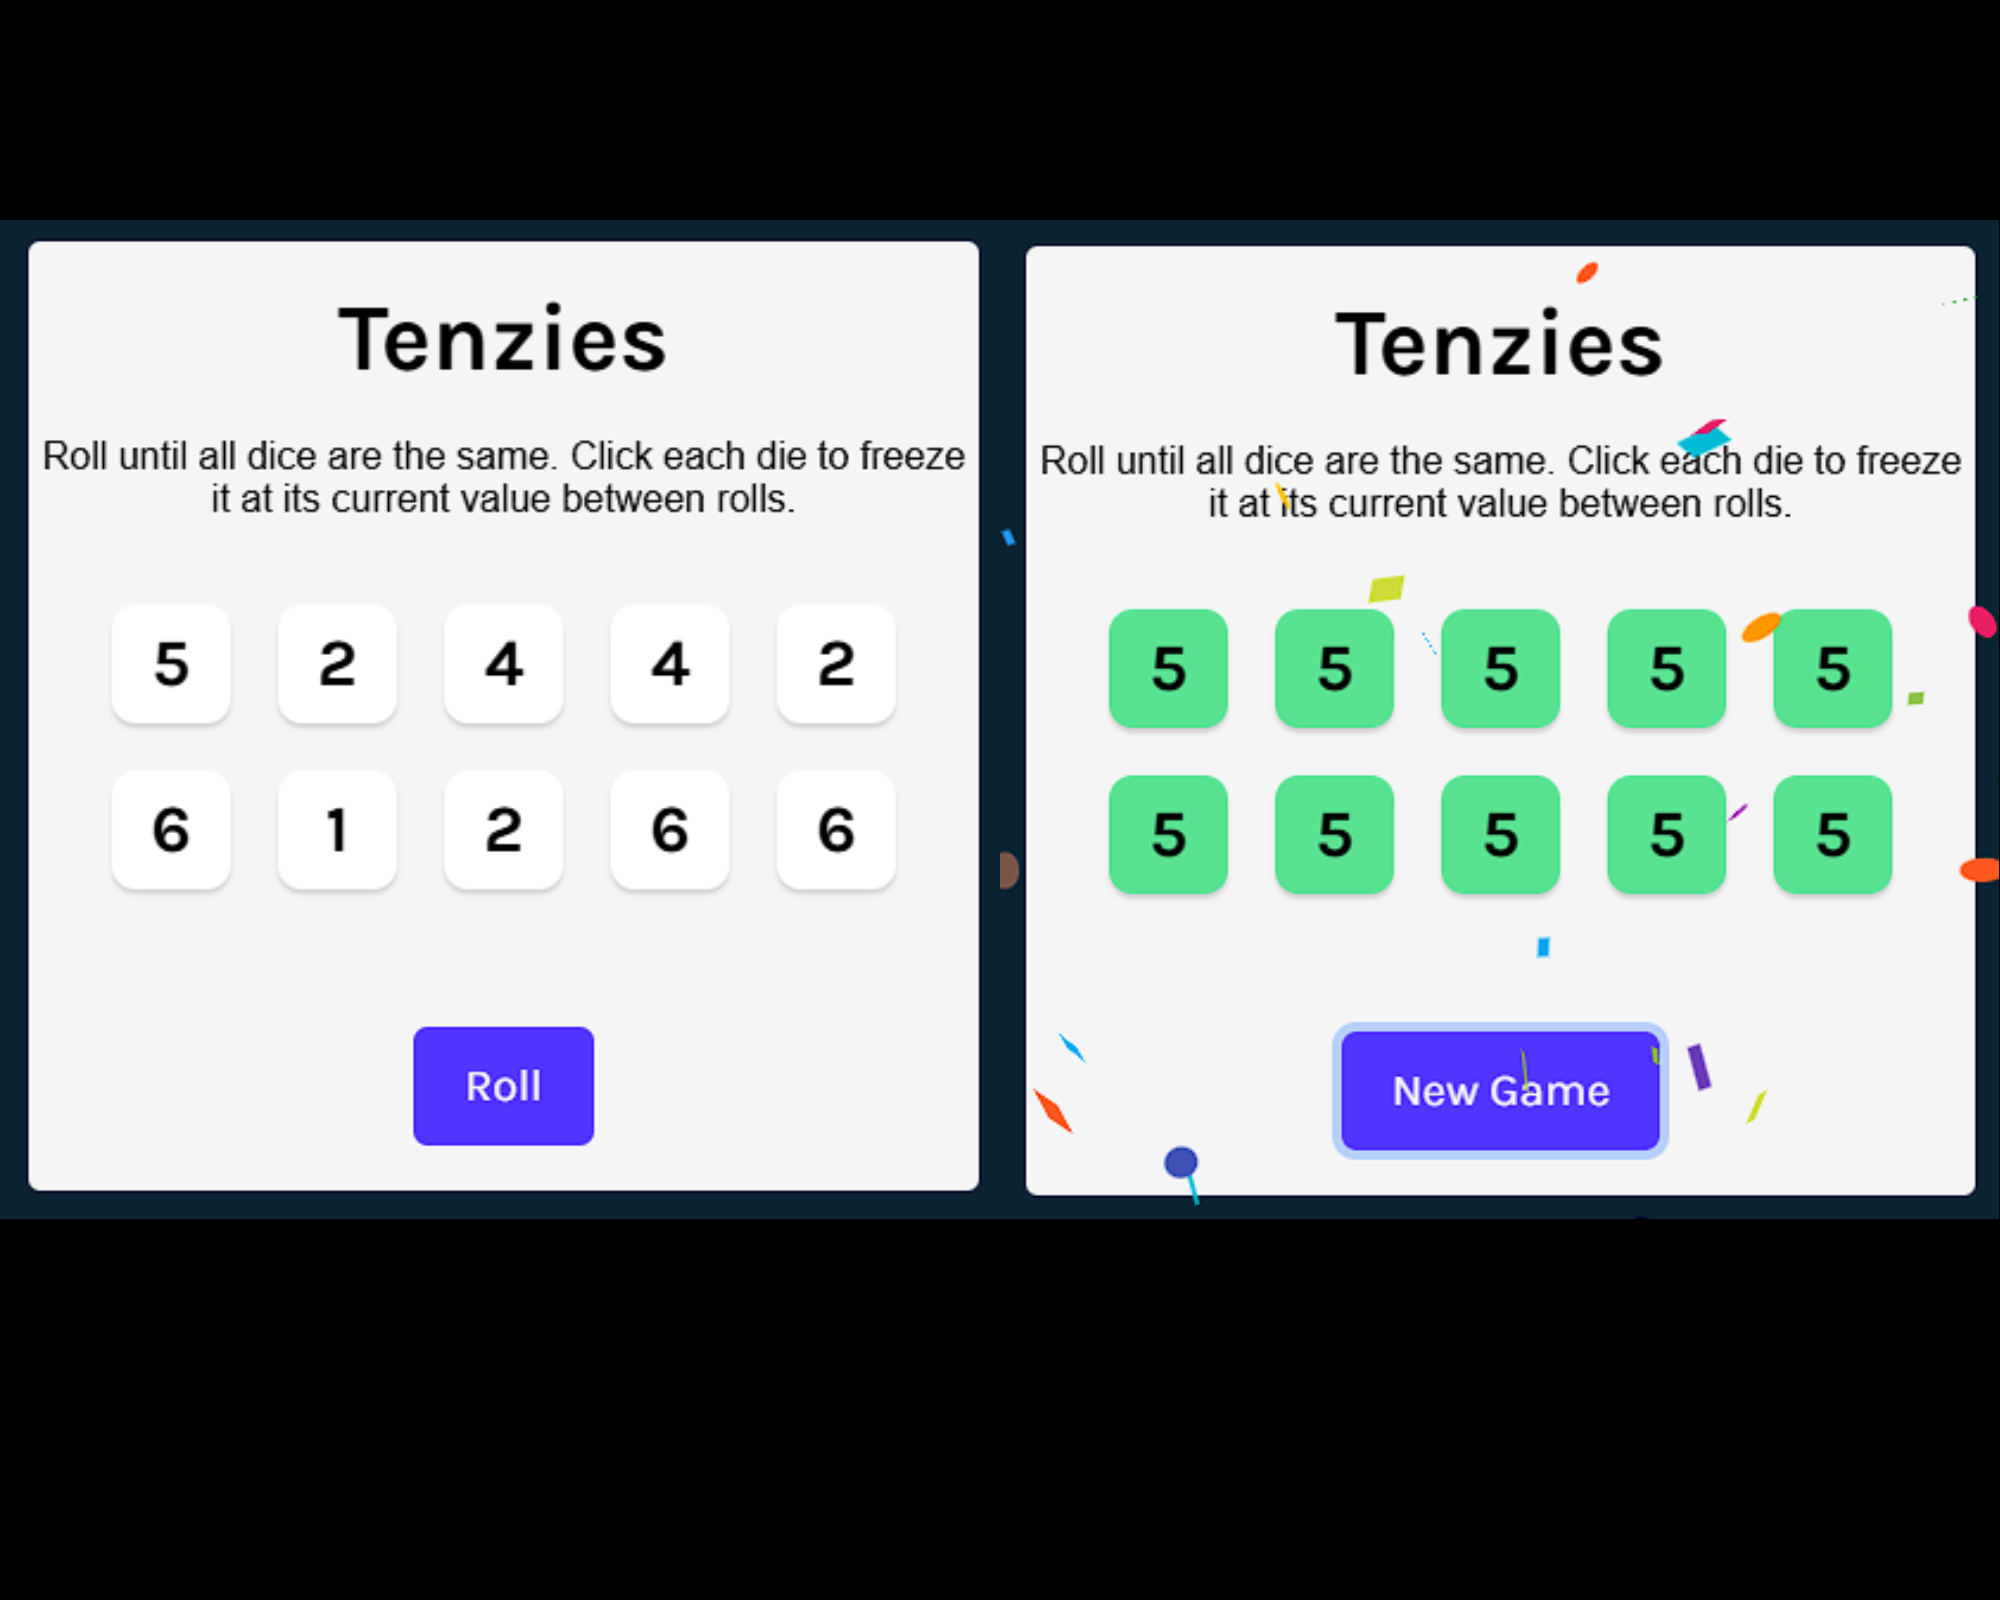 Tenzies
Roll until all dice are the same. Click each die to freeze
it at its current value between rolls.
5 2 4 4 2
6 1 2 6 6
Roll
Tenzies
Roll until all dice are the same. Click each die to freeze
it at its current value between rolls.
5 5 5 5 5
5 5 5 5 5
New Game